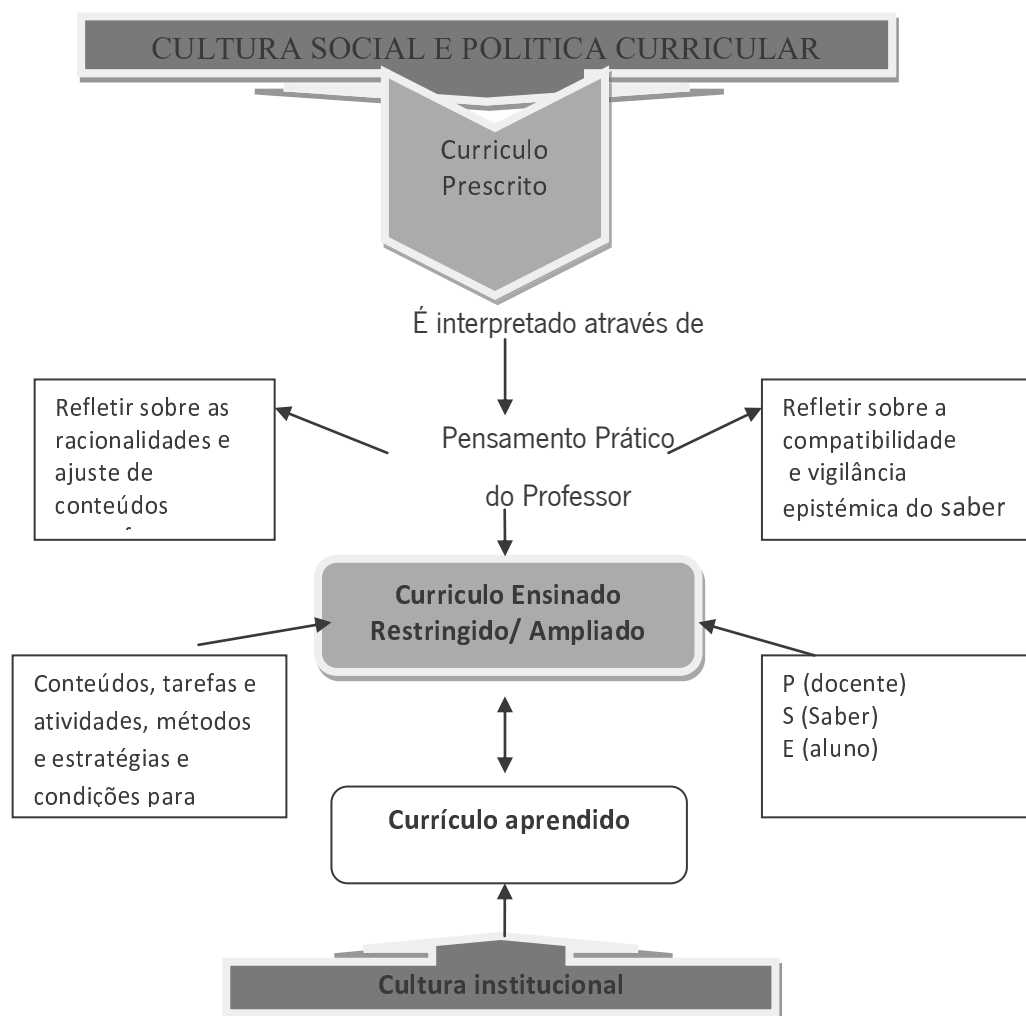 CULTURA SOCIAL E POLITICA CURRICULAR
Curriculo
Prescrito
É interpretado através de
Refletir sobre as
racionalidades e
ajuste de
conteúdos
Pensamento Prático
do Professor
Refletir sobre a
compatibilidade
e vigilância
epistémica do saber
Curriculo Ensinado
Restringido/ Ampliado
Conteúdos, tarefas e
atividades, métodos
e estratégias e
condições para
P (docente)
S (Saber)
E (aluno)
Currículo aprendido
Cultura institucional